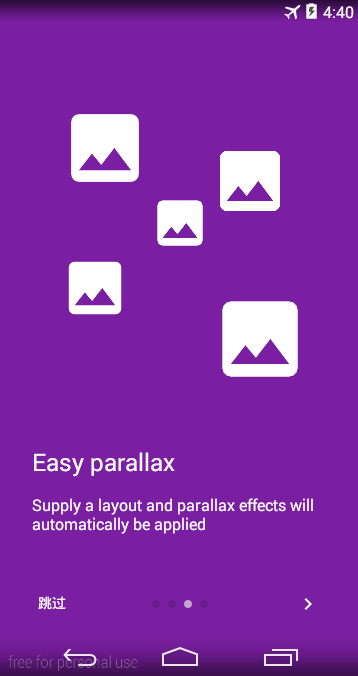 4:40
Easy parallax
Supply a layout and parallax effects will
automatically be applied
跳过
free for personal use